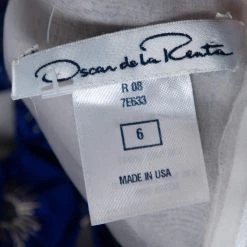 Oscar de la Renta
R 08
7E633
6
MADE IN USA